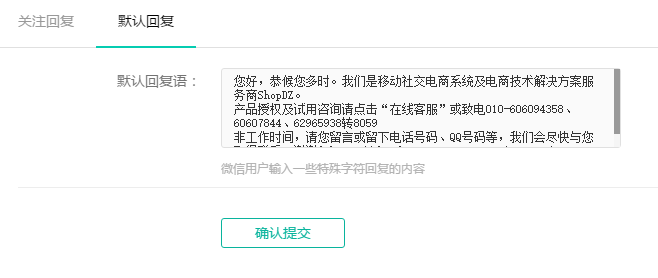 关注回复 默认回复
默认回复语：
您好，恭候您多时。我们是移动社交电商系统及电商技术解决方案服
务商ShopDZ。
产品授权及试用咨询请点击“在线客服”或致电010-606094358、
60607844、62965938转8059
非工作时间，请您留言或留下电话号码、QQ号码等，我们会尽快与您
微信用户输入一些特殊字符回复的内容
确认提交